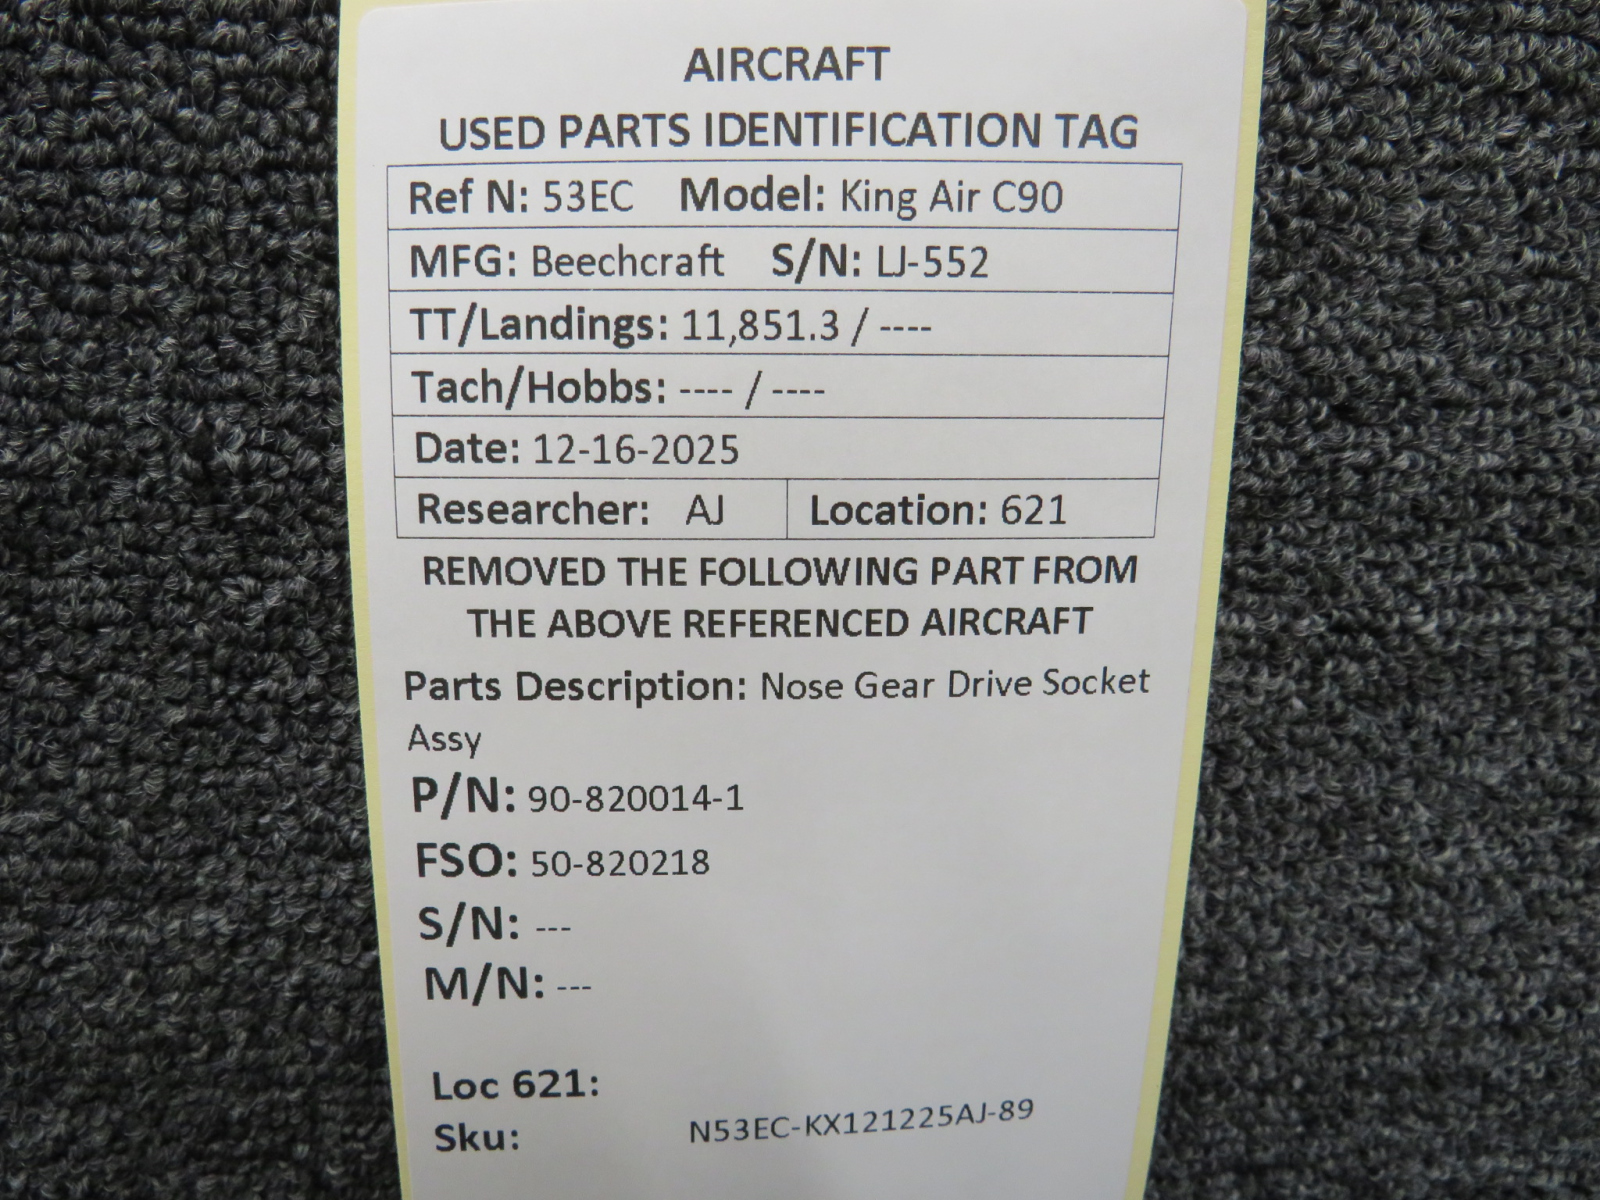 AIRCRAFT
USED PARTS IDENTIFICATION TAG
Ref N: 53EC Model: King Air C90
MFG: Beechcraft S/N: LJ-552
TT/Landings: 11,851.3 / ----
Tach/Hobbs: ---- / ----
Date: 12-16-2025
Researcher: AJ Location: 621
REMOVED THE FOLLOWING PART FROM
THE ABOVE REFERENCED AIRCRAFT
Parts Description: Nose Gear Drive Socket
Assy
P/N: 90-820014-1
FSO: 50-820218
S/N: ---
M/N: ---
Loc 621:
Sku: N53EC-KX121225AJ-89